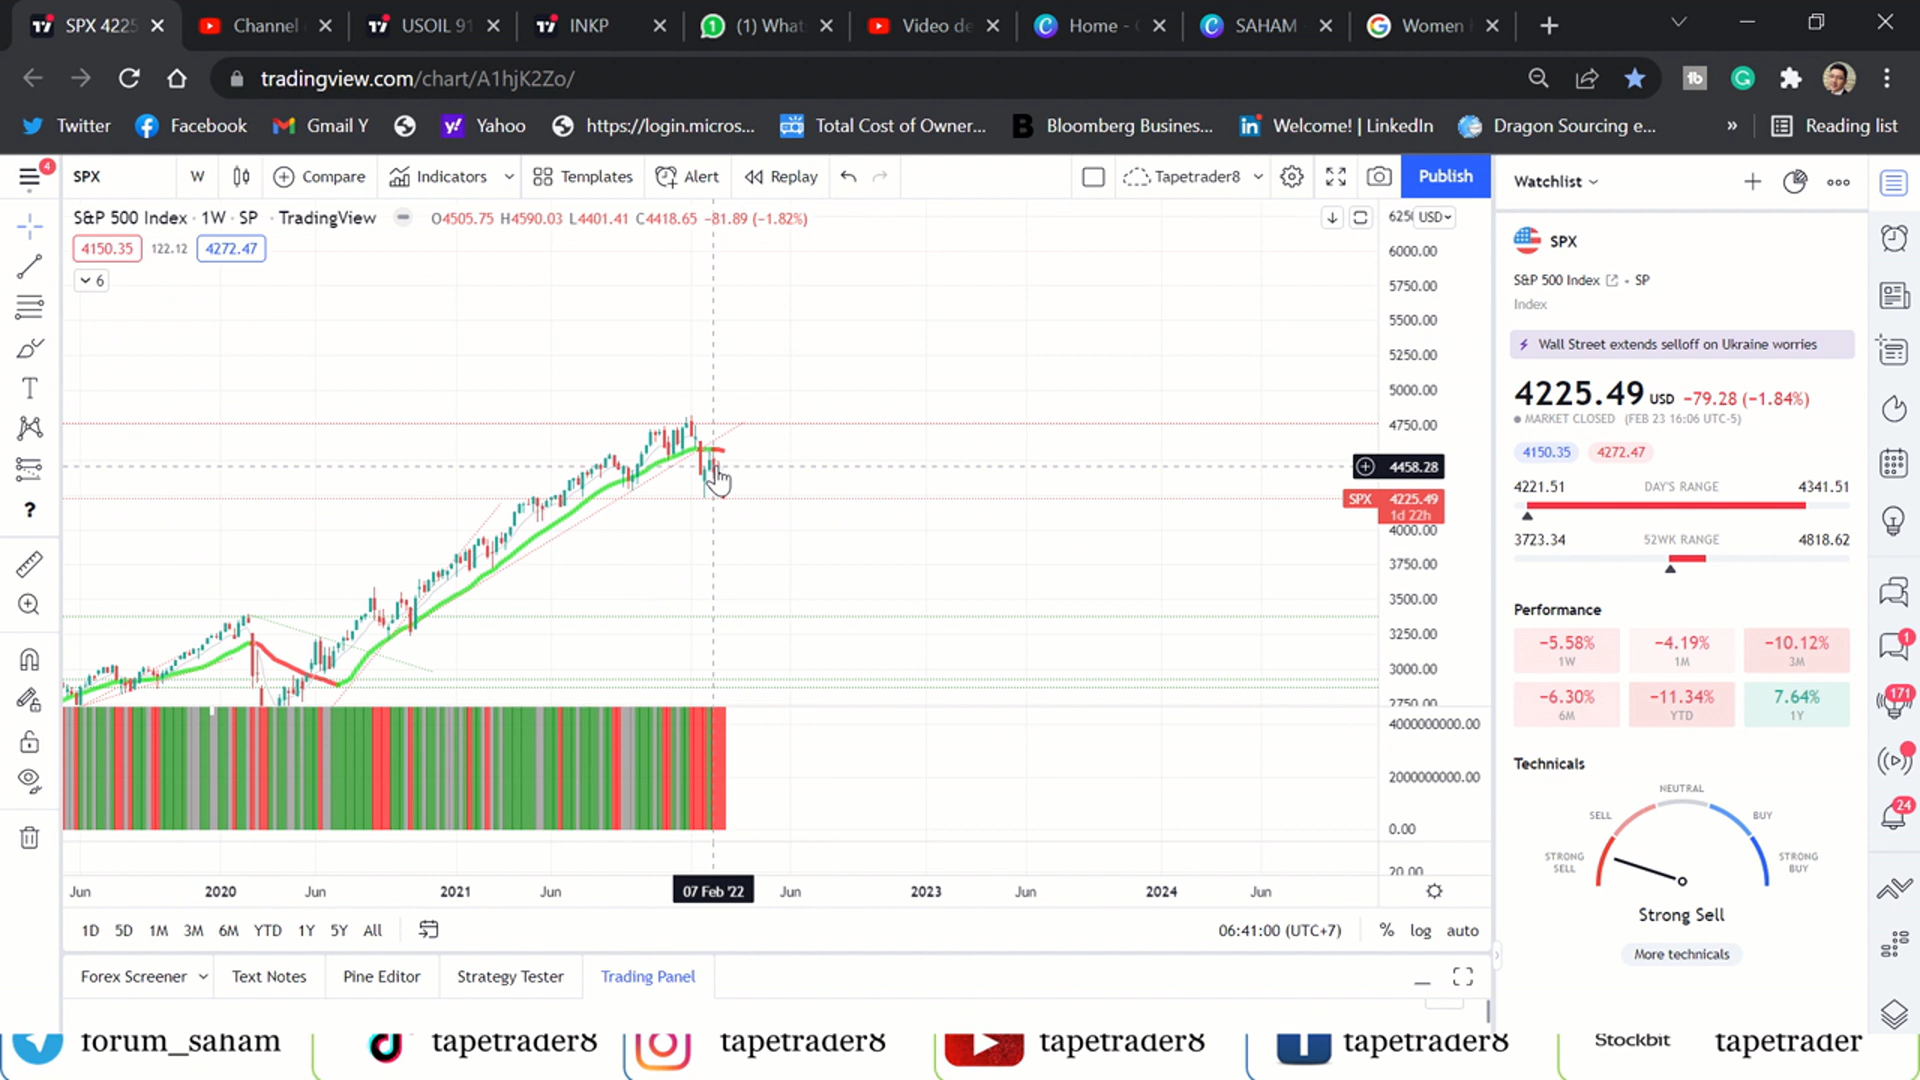 SPX 4225
Channel
USOIL 91
INKP
(1) What
Video de
Home - C
SAHAM
Women
tradingview.com/chart/A1hjK2Zo/
Twitter
Facebook
Gmail Y
Yahoo
https://login.micros...
Total Cost of Owner...
Bloomberg Business...
Welcome! | LinkedIn
Dragon Sourcing e...
»
Reading list
4
SPX
W
Compare
Indicators
Templates
Alert
Replay
Tapetrader8
Publish
Watchlist
S&P 500 Index · 1W · SP · TradingView
O4505.75 H4590.03 L4401.41 C4418.65 −81.89 (−1.82%)
4150.35 122.12 4272.47
6
USD
6000.00
5750.00
5500.00
5250.00
5000.00
4750.00
4458.28
SPX 4225.49
1d 22h
4000.00
3750.00
3500.00
3250.00
3000.00
2750.00
4000000000.00
2000000000.00
0.00
20.00
Jun
2020
Jun
2021
Jun
07 Feb '22
Jun
2023
Jun
2024
Jun
1D 5D 1M 3M 6M YTD 1Y 5Y All
06:41:00 (UTC+7)
% log auto
Forex Screener
Text Notes
Pine Editor
Strategy Tester
Trading Panel
SPX
S&P 500 Index · SP
Index
Wall Street extends selloff on Ukraine worries
4225.49 USD −79.28 (−1.84%)
MARKET CLOSED (FEB 23 16:06 UTC-5)
4150.35 4272.47
4221.51 DAY'S RANGE 4341.51
3723.34 52WK RANGE 4818.62
Performance
−5.58% −4.19% −10.12%
1W 1M 3M
−6.30% −11.34% 7.64%
6M YTD 1Y
Technicals
NEUTRAL
SELL BUY
STRONG SELL
STRONG BUY
Strong Sell
More technicals
1
171
24
forum_saham
tapetrader8
tapetrader8
tapetrader8
tapetrader8
Stockbit tapetrader